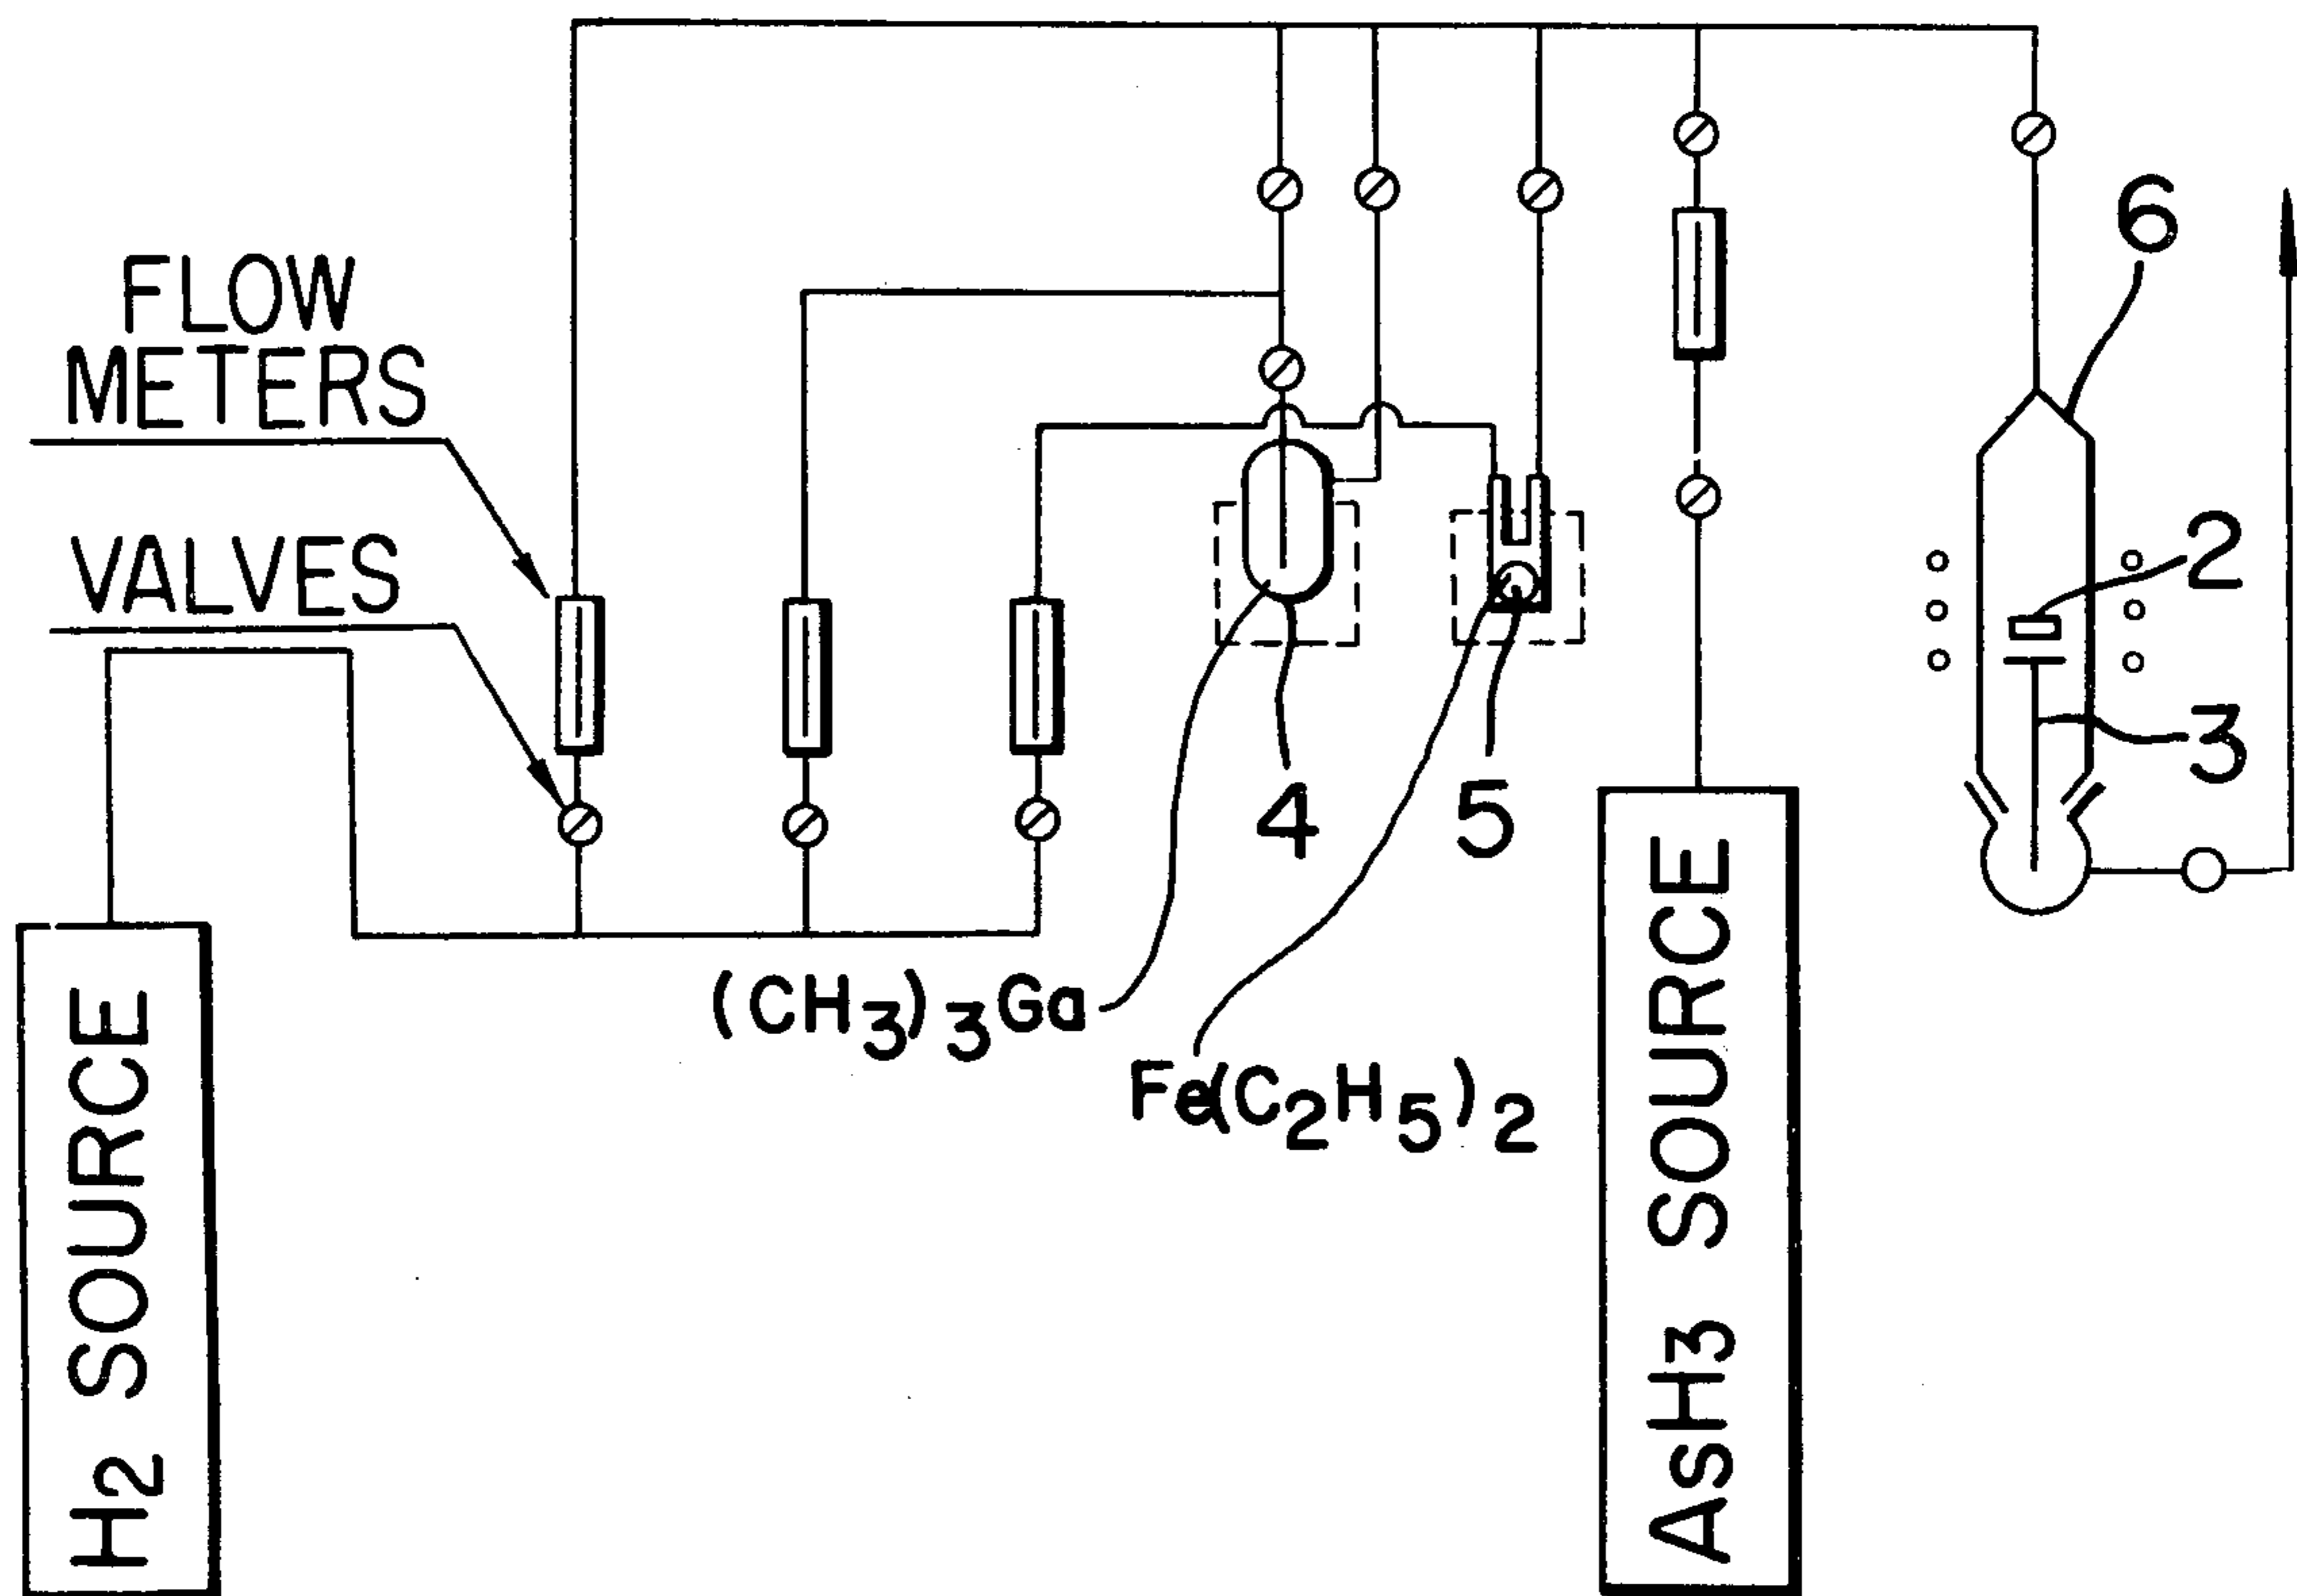 FLOW
METERS
VALVES
6
2
3
4
5
(CH3)3Ga
Fe(C2H5)2
H2 SOURCE
AsH3 SOURCE